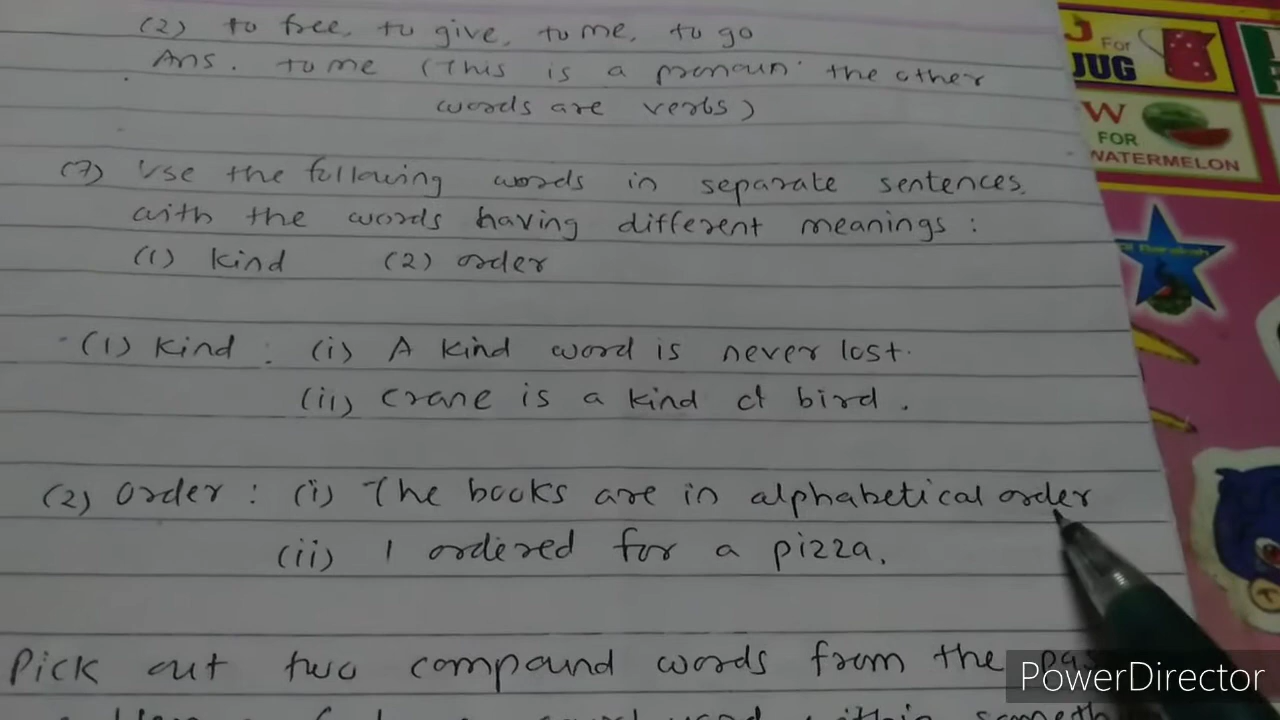 (2) to free, to give, to me, to go
Ans. to me (This is a pronoun. the other
words are verbs)
(7) Use the following words in separate sentences.
with the words having different meanings :
(1) kind (2) order
(1) Kind : (i) A kind word is never lost.
(ii) Crane is a kind of bird.
(2) Order : (i) The books are in alphabetical order
(ii) I ordered for a pizza.
Pick out two compound words from the
J For
JUG
W
FOR
WATERMELON
PowerDirector